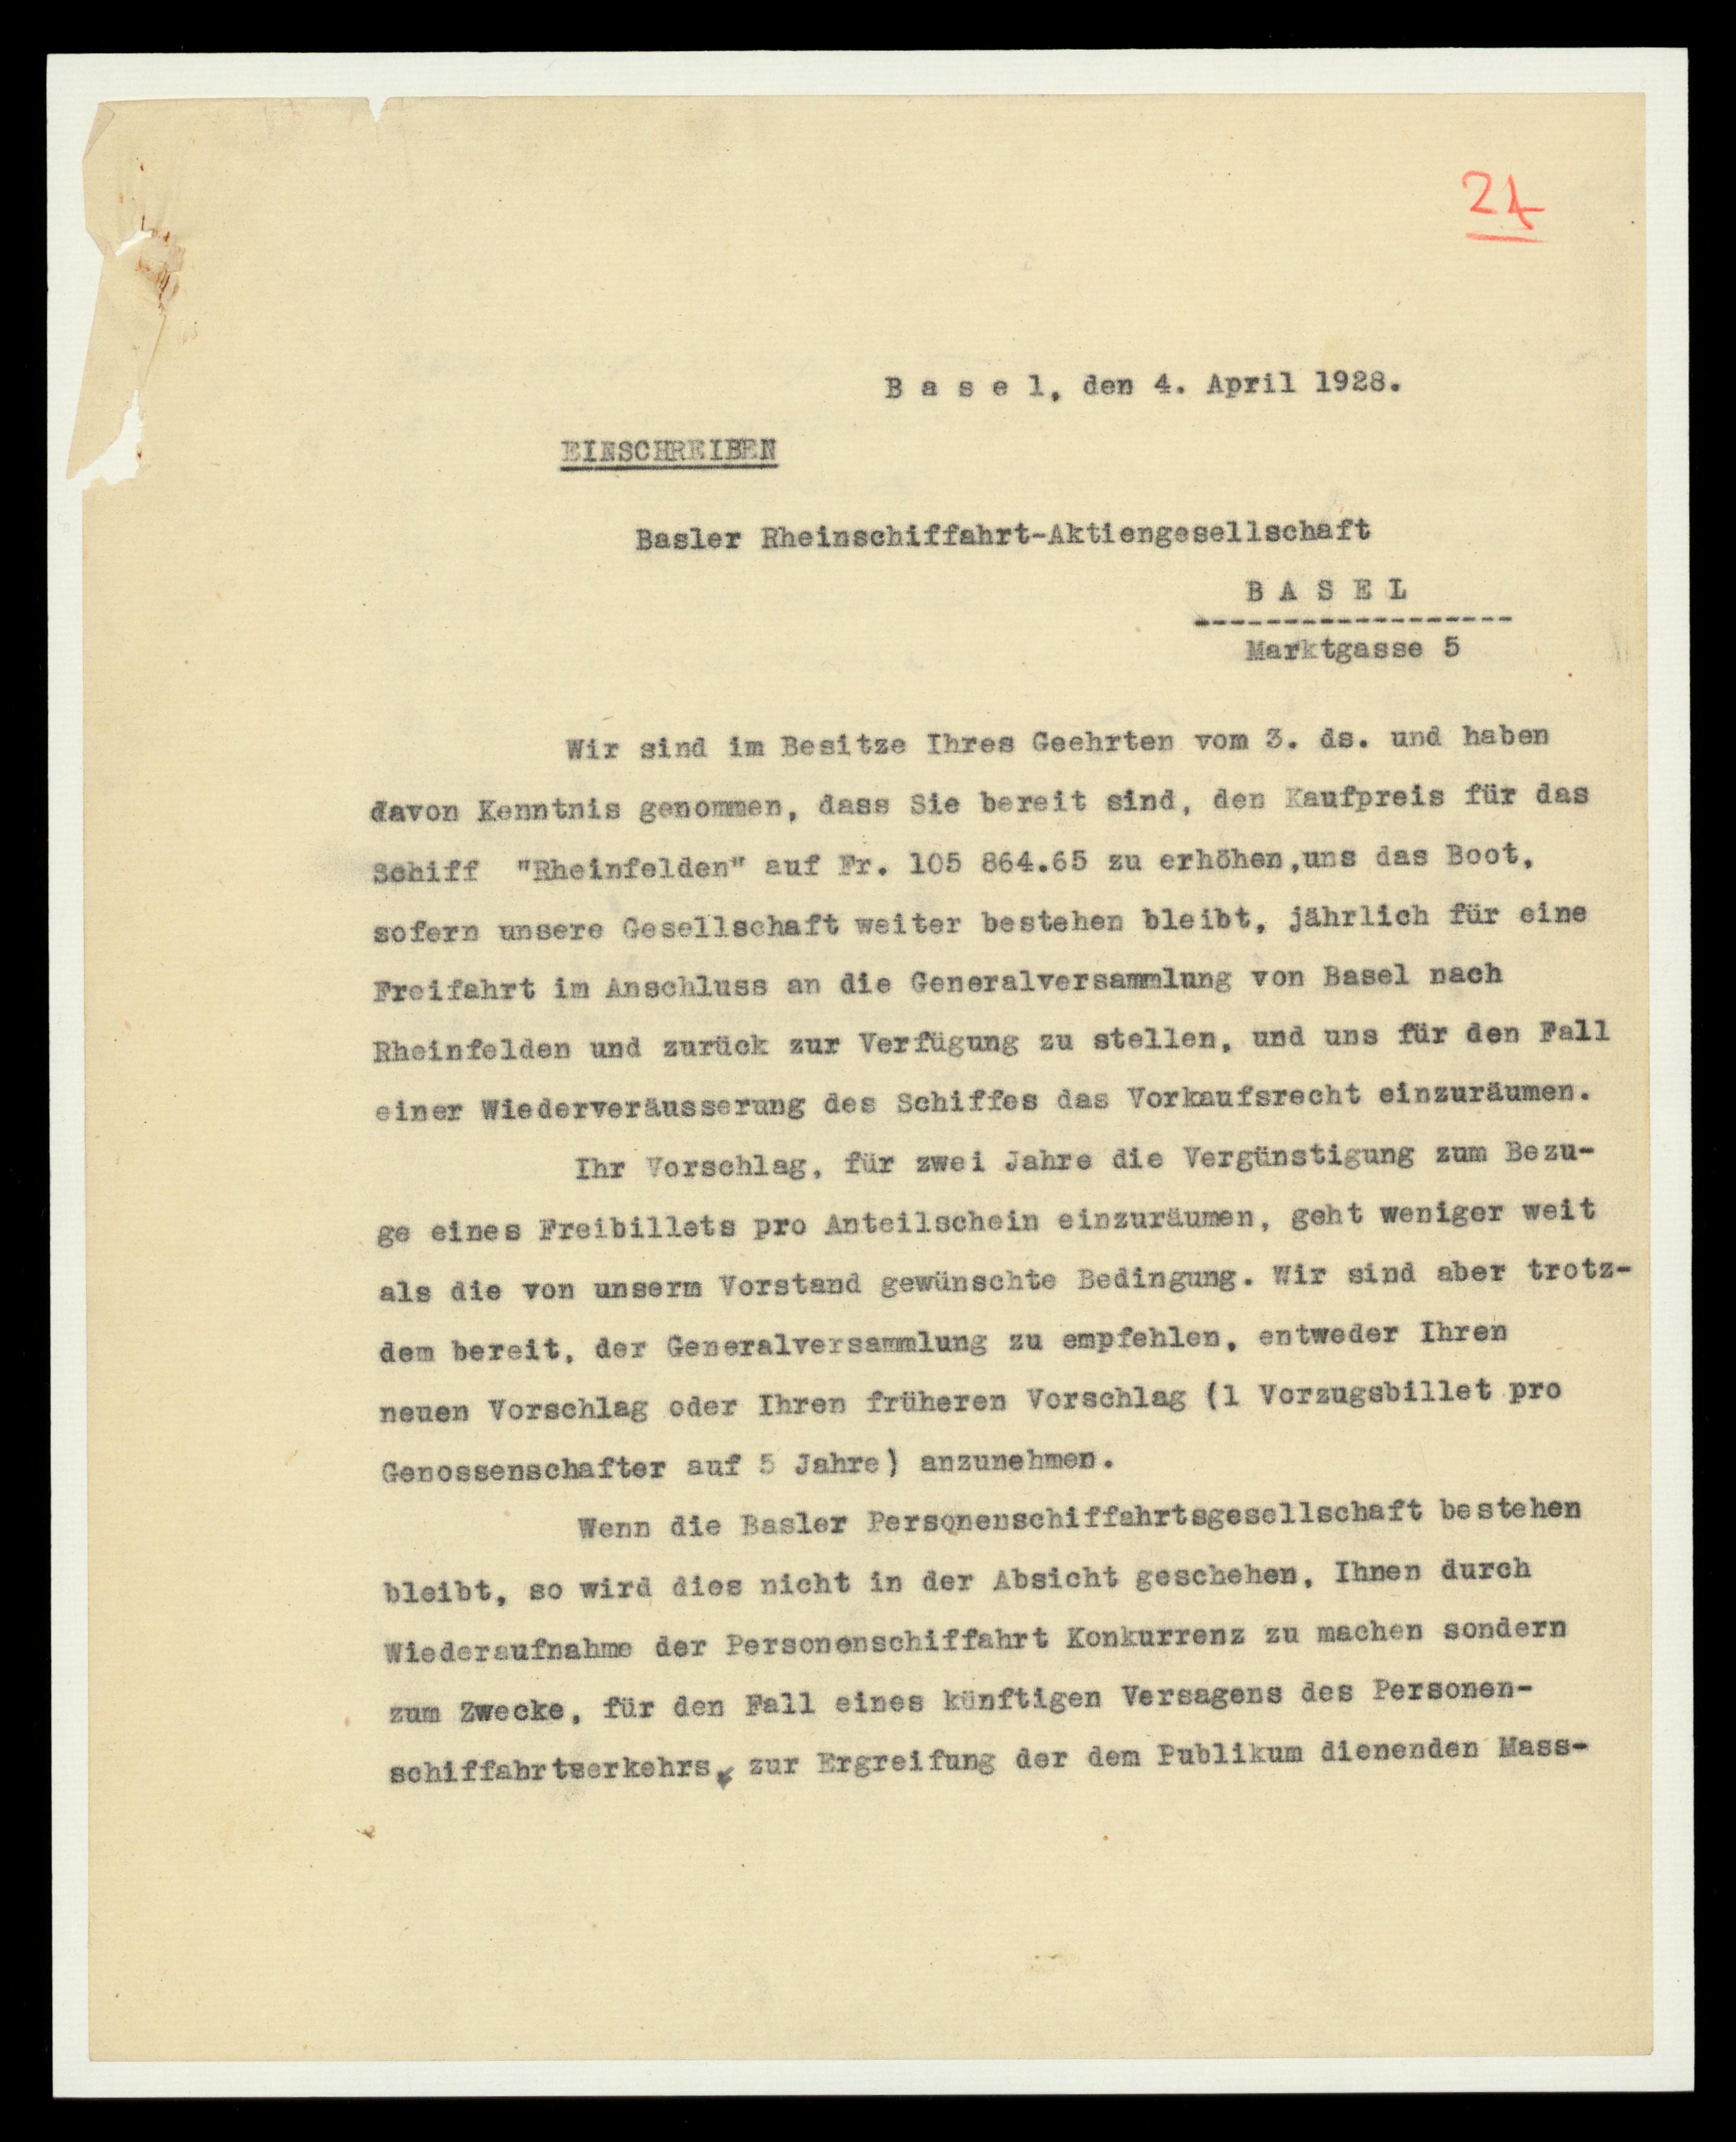 24
B a s e l, den 4. April 1928.
EINSCHREIBEN
Basler Rheinschiffahrt-Aktiengesellschaft
B A S E L
------------------
Marktgasse 5
Wir sind im Besitze Ihres Geehrten vom 3. ds. und haben
davon Kenntnis genommen, dass Sie bereit sind, den Kaufpreis für das
Schiff "Rheinfelden" auf Fr. 105 864.65 zu erhöhen,uns das Boot,
sofern unsere Gesellschaft weiter bestehen bleibt, jährlich für eine
Freifahrt im Anschluss an die Generalversammlung von Basel nach
Rheinfelden und zurück zur Verfügung zu stellen, und uns für den Fall
einer Wiederveräusserung des Schiffes das Vorkaufsrecht einzuräumen.
Ihr Vorschlag, für zwei Jahre die Vergünstigung zum Bezu-
ge eines Freibillets pro Anteilschein einzuräumen, geht weniger weit
als die von unserm Vorstand gewünschte Bedingung. Wir sind aber trotz-
dem bereit, der Generalversammlung zu empfehlen, entweder Ihren
neuen Vorschlag oder Ihren früheren Vorschlag (1 Vorzugsbillet pro
Genossenschafter auf 5 Jahre) anzunehmen.
Wenn die Basler Personenschiffahrtsgesellschaft bestehen
bleibt, so wird dies nicht in der Absicht geschehen, Ihnen durch
Wiederaufnahme der Personenschiffahrt Konkurrenz zu machen sondern
zum Zwecke, für den Fall eines künftigen Versagens des Personen-
schiffahrtverkehrs, zur Ergreifung der dem Publikum dienenden Mass-